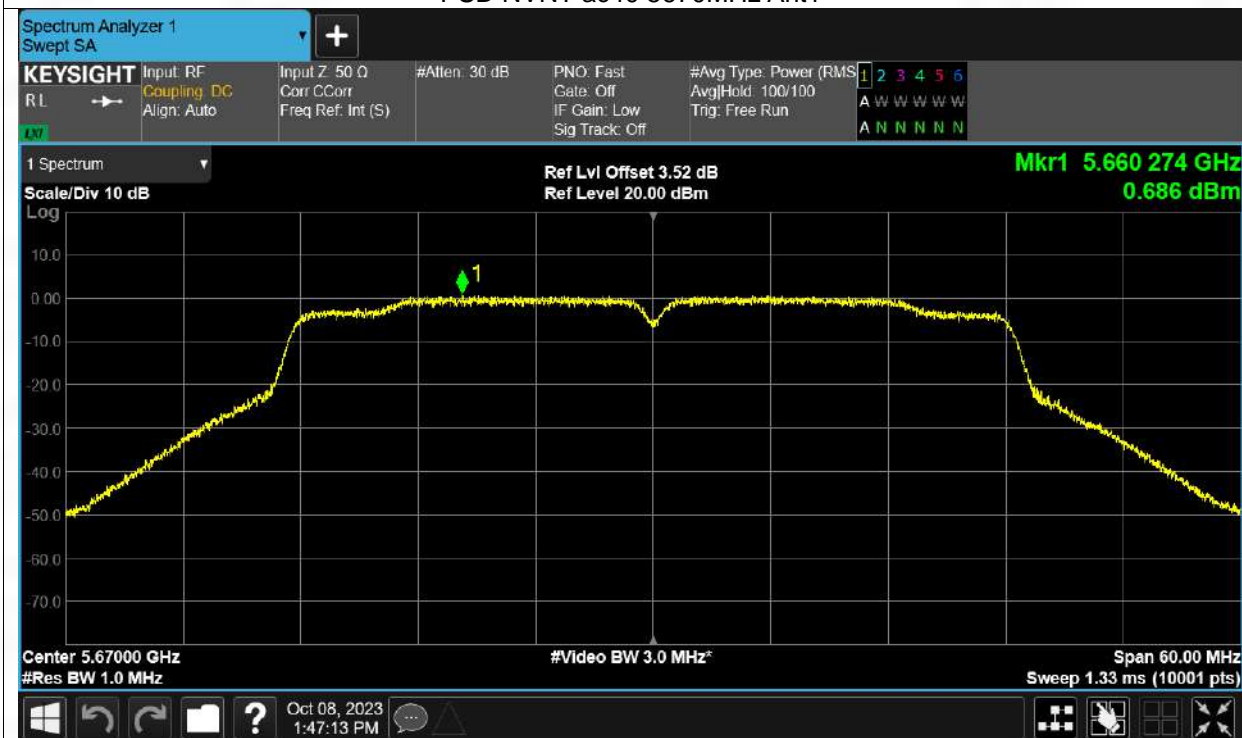 Spectrum Analyzer 1
Swept SA
+
KEYSIGHT
RL
LXI
Input: RF
Coupling: DC
Align: Auto
Input Z: 50 Ω
Corr CCorr
Freq Ref: Int (S)
#Atten: 30 dB
PNO: Fast
Gate: Off
IF Gain: Low
Sig Track: Off
#Avg Type: Power (RMS
Avg|Hold: 100/100
Trig: Free Run
1 2 3 4 5 6
A W W W W W
A N N N N N
1 Spectrum
Scale/Div 10 dB
Log
Ref Lvl Offset 3.52 dB
Ref Level 20.00 dBm
Mkr1 5.660 274 GHz
0.686 dBm
1
10.0
0.00
-10.0
-20.0
-30.0
-40.0
-50.0
-60.0
-70.0
Center 5.67000 GHz
#Res BW 1.0 MHz
#Video BW 3.0 MHz*
Span 60.00 MHz
Sweep 1.33 ms (10001 pts)
?
Oct 08, 2023
1:47:13 PM